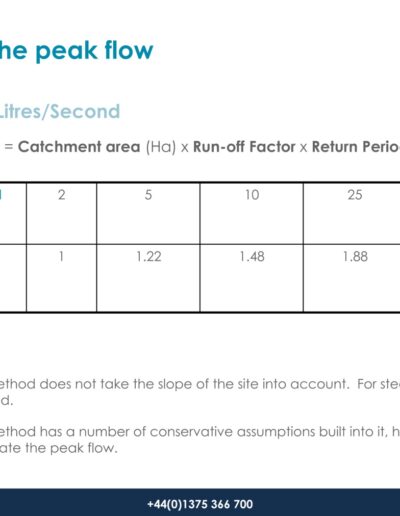 he peak flow
Litres/Second
= Catchment area (Ha) x Run-off Factor x Return Perio
2 5 10 25
1 1.22 1.48 1.88
ethod does not take the slope of the site into account. For stee
d.
ethod has a number of conservative assumptions built into it, h
ate the peak flow.
+44(0)1375 366 700